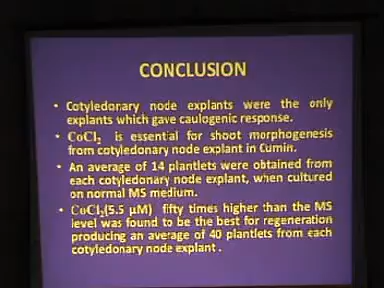 CONCLUSION
• Cotyledonary node explants were the only
explants which gave caulogenic response.
• CoCl₂ is essential for shoot morphogenesis
from cotyledonary node explant in Cumin.
• An average of 14 plantlets were obtained from
each cotyledonary node explant, when cultured
on normal MS medium.
• CoCl₂(5.5 µM) fifty times higher than the MS
level was found to be the best for regeneration
producing an average of 40 plantlets from each
cotyledonary node explant .